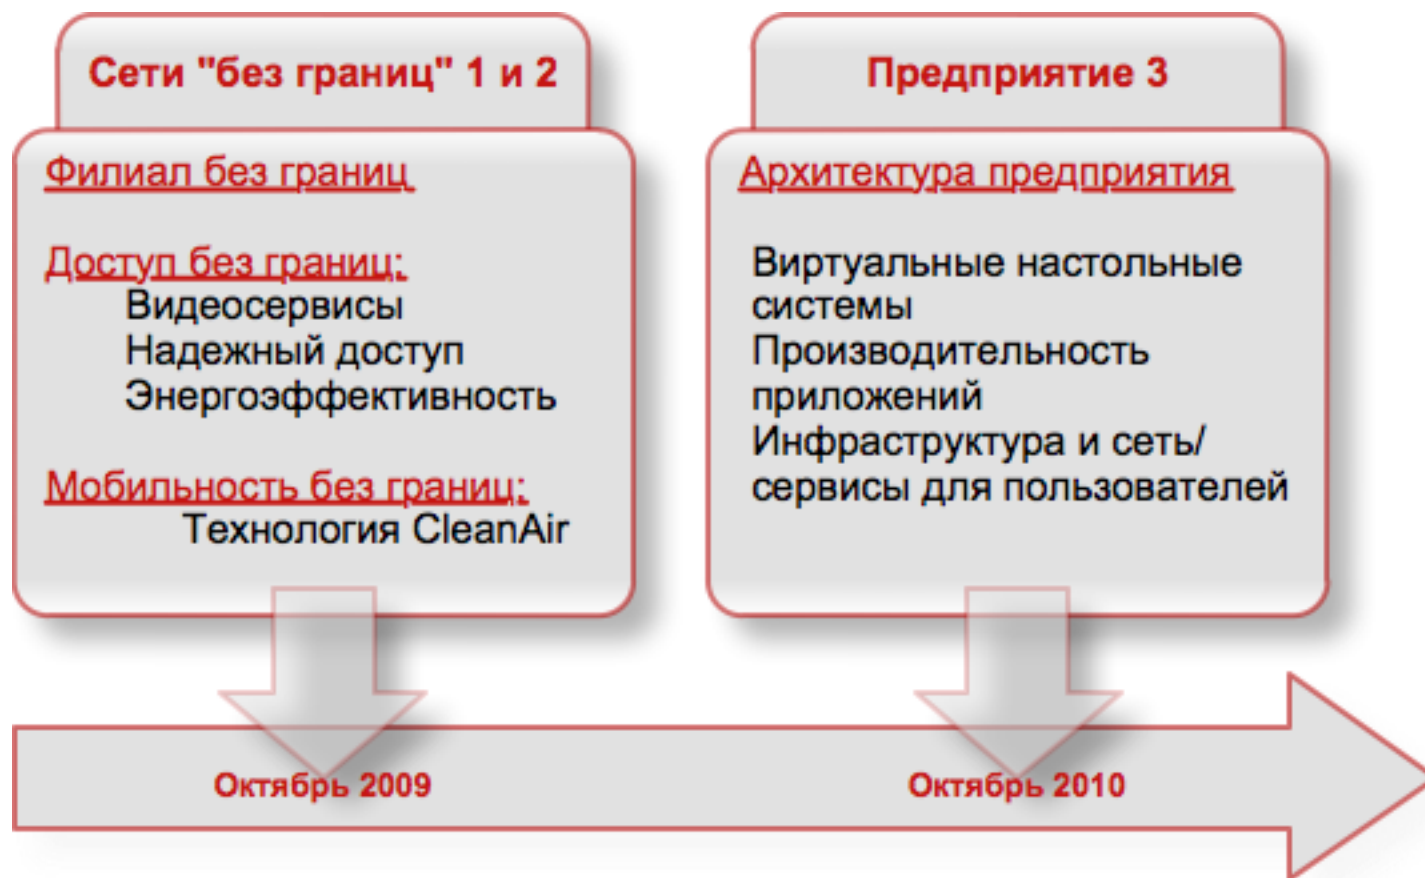 Сети "без границ" 1 и 2
Филиал без границ
Доступ без границ:
Видеосервисы
Надежный доступ
Энергоэффективность
Мобильность без границ:
Технология CleanAir
Предприятие 3
Архитектура предприятия
Виртуальные настольные
системы
Производительность
приложений
Инфраструктура и сеть/
сервисы для пользователей
Октябрь 2009
Октябрь 2010